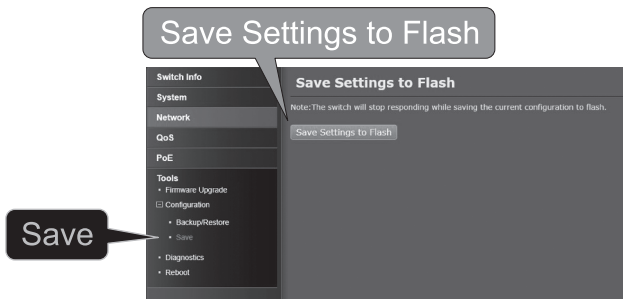 Save Settings to Flash
Switch Info
System
Network
QoS
PoE
Tools
• Firmware Upgrade
Configuration
• Backup/Restore
• Save
• Diagnostics
• Reboot
Save
Save Settings to Flash
Note:The switch will stop responding while saving the current configuration to flash.
Save Settings to Flash